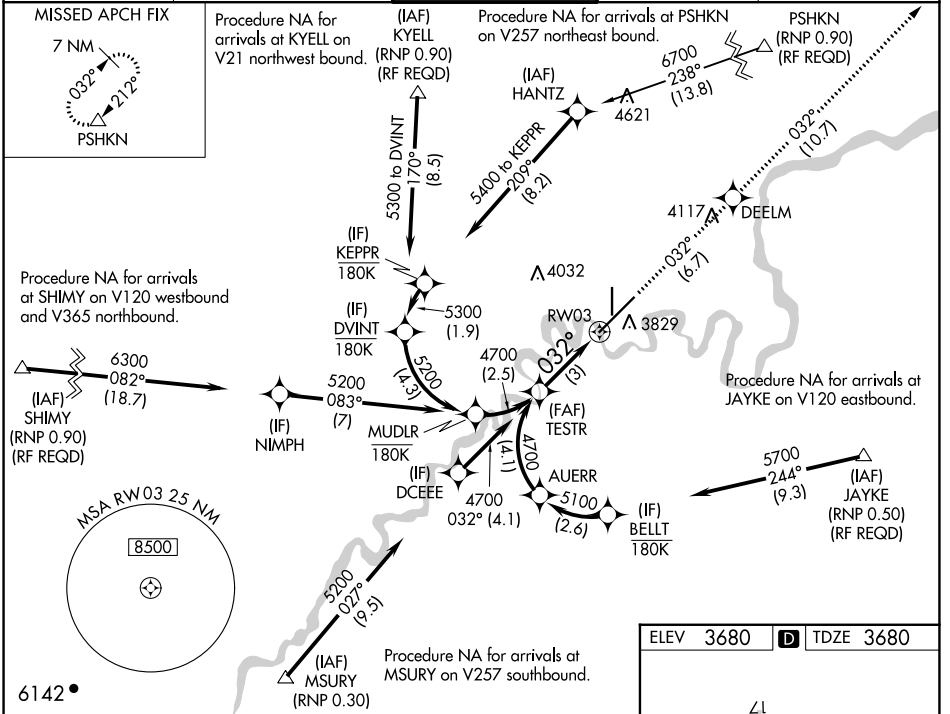 MISSED APCH FIX
7 NM
032°
212°
PSHKN
Procedure NA for
arrivals at KYELL on
V21 northwest bound.
(IAF)
KYELL
(RNP 0.90)
(RF REQD)
Procedure NA for arrivals at PSHKN
on V257 northeast bound.
PSHKN
(RNP 0.90)
(RF REQD)
6700
238°
(13.8)
(IAF)
HANTZ
4621
5300 to DVINT
170°
(8.5)
5400 to KEPPR
209°
(8.2)
032°
(10.7)
4117
DEELM
032°
(6.7)
(IF)
KEPPR
180K
4032
Procedure NA for arrivals
at SHIMY on V120 westbound
and V365 northbound.
(IF)
DVINT
180K
5300
(1.9)
RW03
3829
5200
(4.3)
4700
(2.5)
032°
(3)
6300
082°
(18.7)
(IAF)
SHIMY
(RNP 0.90)
(RF REQD)
5200
083°
(7)
(IF)
NIMPH
MUDLR
180K
(FAF)
TESTR
Procedure NA for arrivals at
JAYKE on V120 eastbound.
4700
(4.1)
(IF)
DCEEE
4700
032° (4.1)
AUERR
5100
(2.6)
(IF)
BELLT
180K
5700
244°
(9.3)
(IAF)
JAYKE
(RNP 0.50)
(RF REQD)
MSA RW03 25 NM
8500
5200
027°
(9.5)
(IAF)
MSURY
(RNP 0.30)
Procedure NA for arrivals at
MSURY on V257 southbound.
6142
ELEV 3680
D
TDZE 3680
17